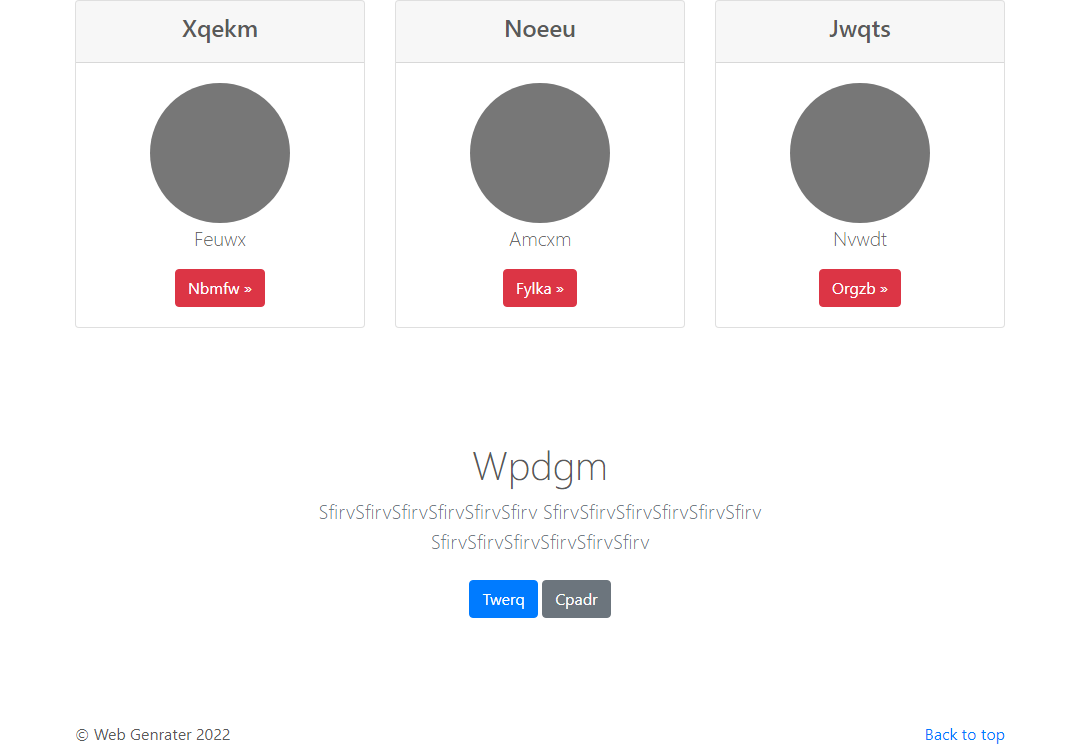 Xqekm
Noeeu
Jwqts
Feuwx
Amcxm
Nvwdt
Nbmfw »
Fylka »
Orgzb »
Wpdgm
SfirvSfirvSfirvSfirvSfirvSfirv SfirvSfirvSfirvSfirvSfirvSfirv
SfirvSfirvSfirvSfirvSfirvSfirv
Twerq
Cpadr
© Web Genrater 2022
Back to top